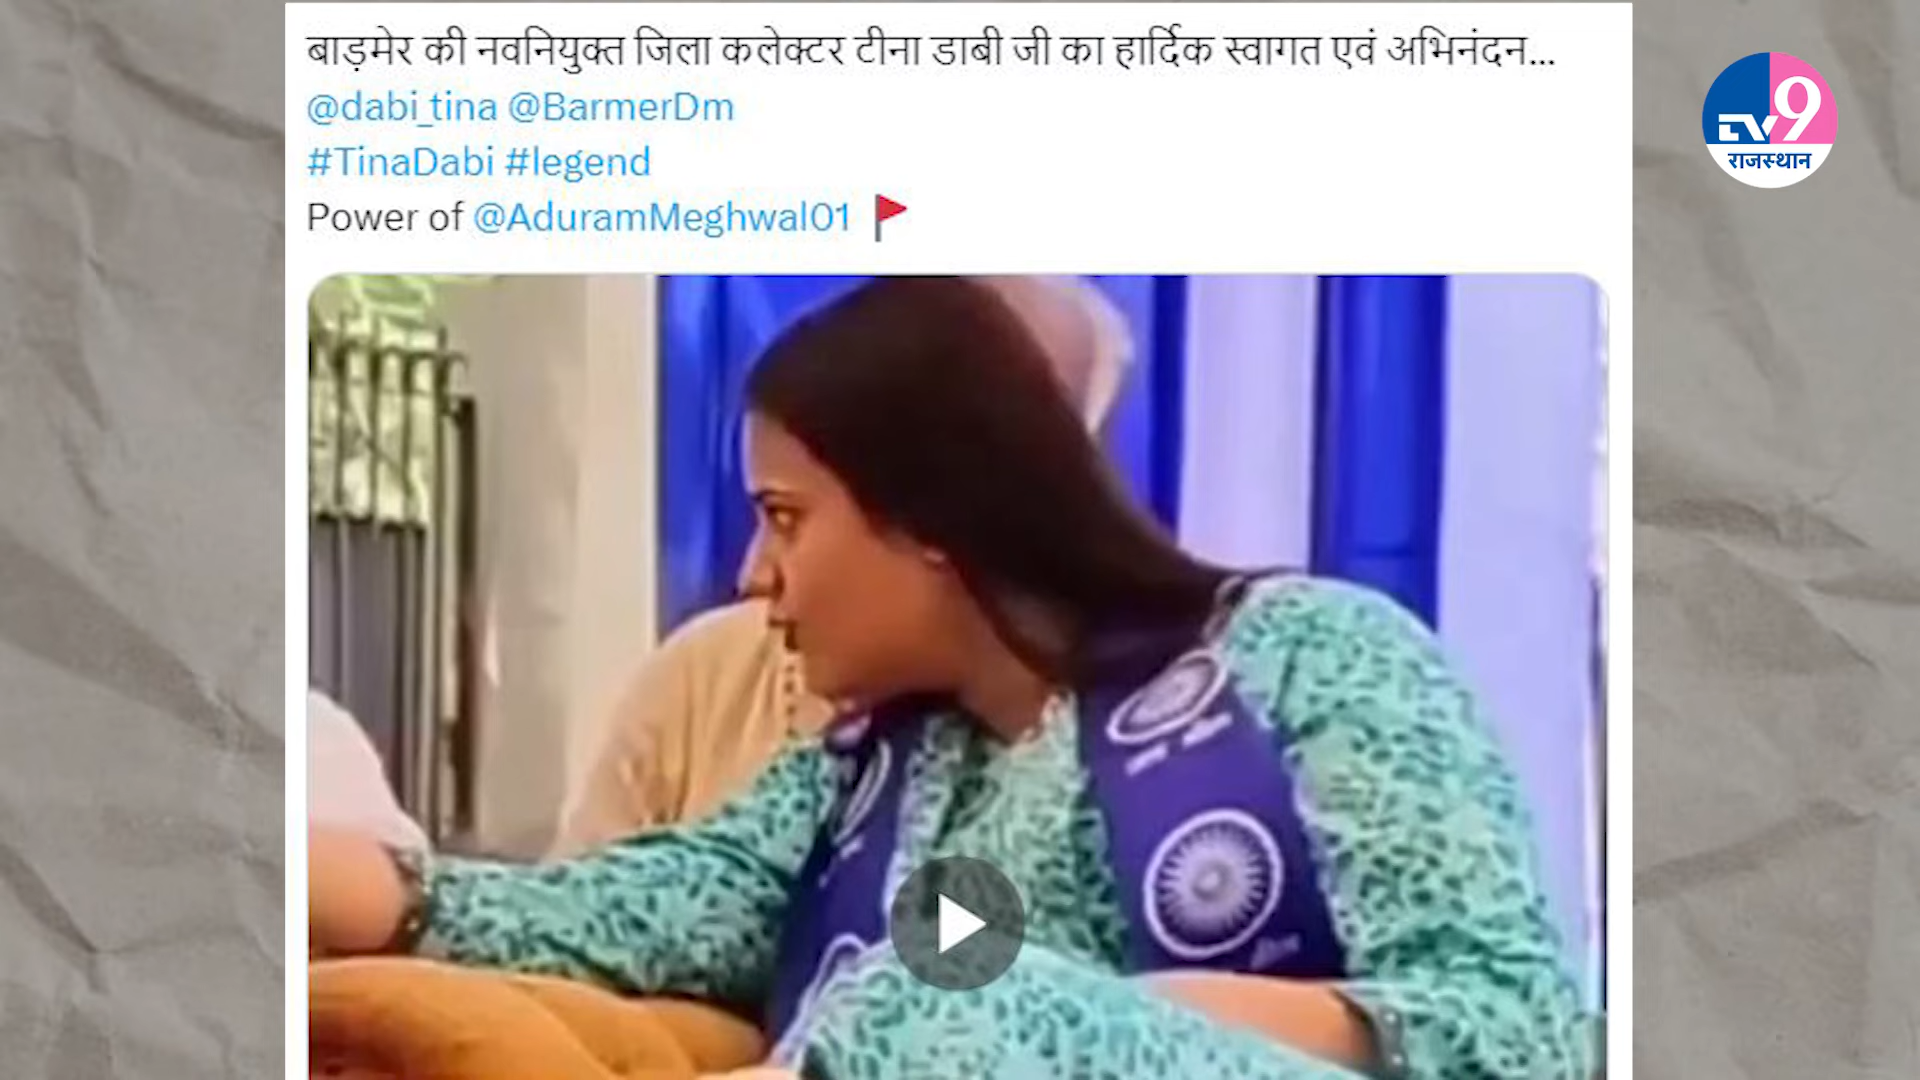 बाड़मेर की नवनियुक्त जिला कलेक्टर टीना डाबी जी का हार्दिक स्वागत एवं अभिनंदन...
@dabi_tina @BarmerDm
#TinaDabi #legend
Power of @AduramMeghwal01
TV9
राजस्थान